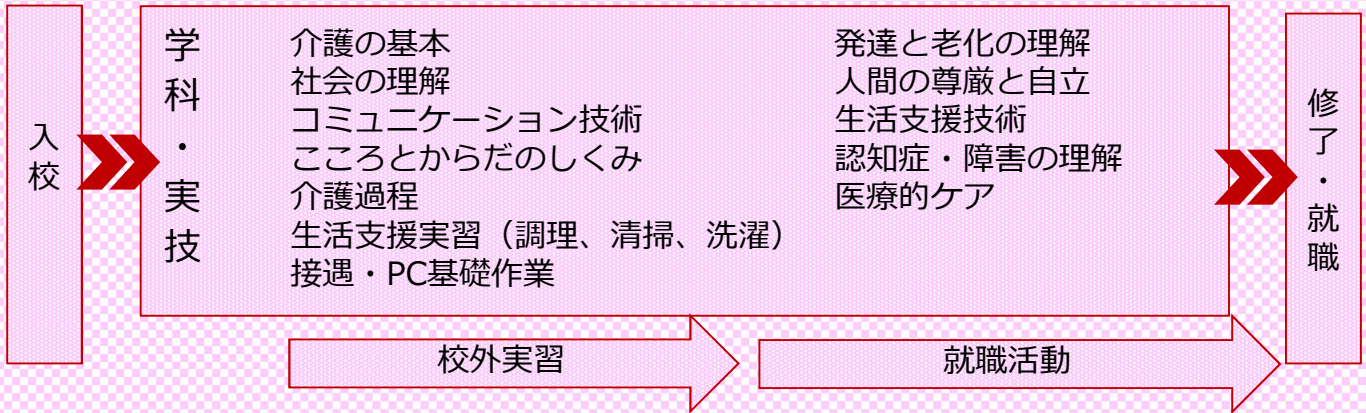 入校
学科・実技
介護の基本
社会の理解
コミュニケーション技術
こころとからだのしくみ
介護過程
生活支援実習（調理、清掃、洗濯）
接遇・PC基礎作業
発達と老化の理解
人間の尊厳と自立
生活支援技術
認知症・障害の理解
医療的ケア
修了・就職
校外実習
就職活動